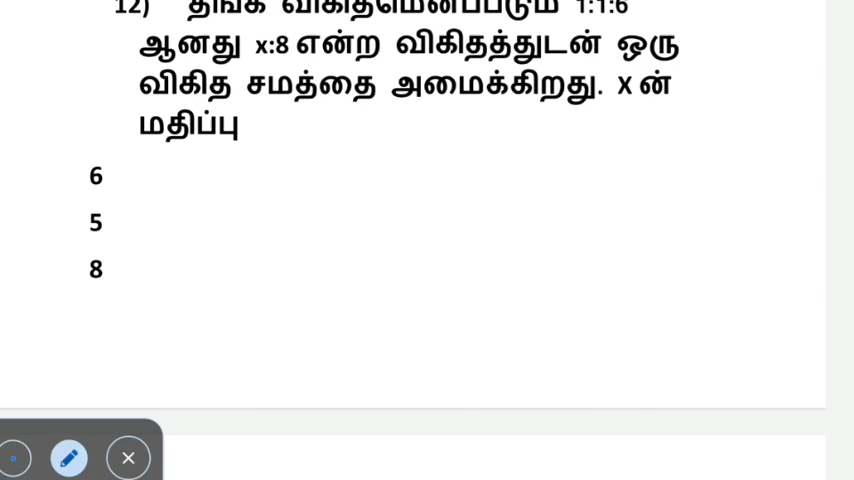 12) தங்க விகிதமெனப்படும் 1:1:6
ஆனது x:8 என்ற விகிதத்துடன் ஒரு
விகித சமத்தை அமைக்கிறது. X ன்
மதிப்பு
6
5
8